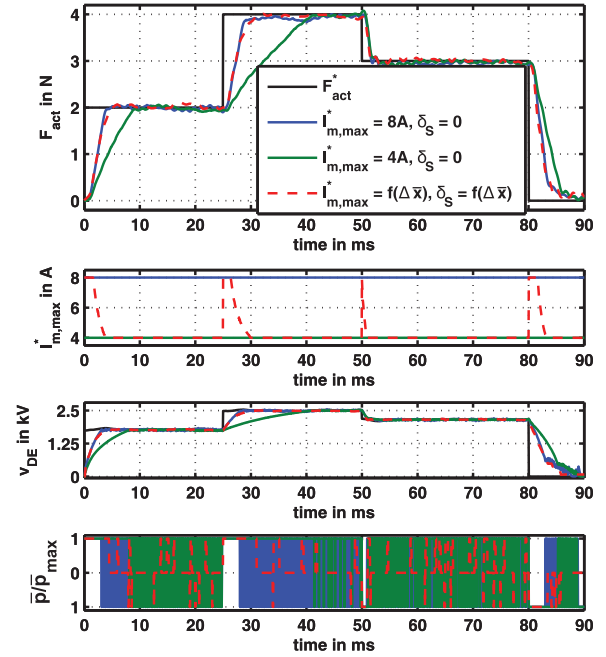 4
3
2
1
0
F_act in N
F*_act
I*_m,max = 8A, δ_S = 0
I*_m,max = 4A, δ_S = 0
I*_m,max = f(Δx̄), δ_S = f(Δx̄)
0 10 20 30 40 50 60 70 80 90
time in ms
8
6
4
I*_m,max in A
0 10 20 30 40 50 60 70 80 90
time in ms
2.5
1.25
0
v_DE in kV
0 10 20 30 40 50 60 70 80 90
time in ms
1
0
1
p̄/p̄_max
0 10 20 30 40 50 60 70 80 90
time in ms